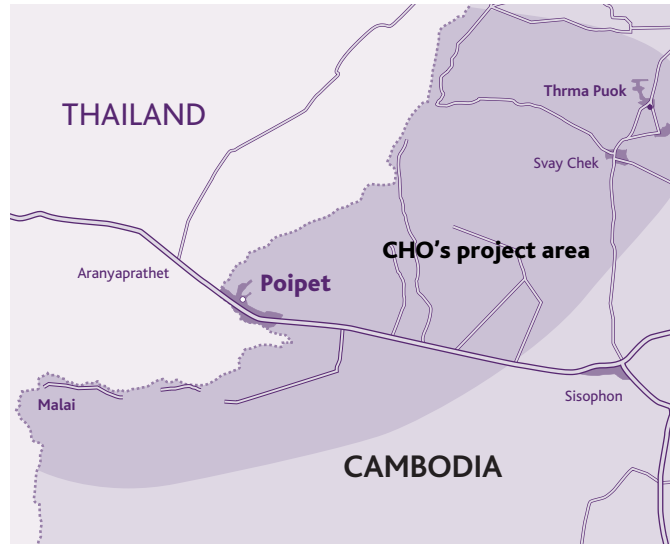 Thrma Puok
THAILAND
Svay Chek
CHO's project area
Aranyaprathet
Poipet
Malai
Sisophon
CAMBODIA